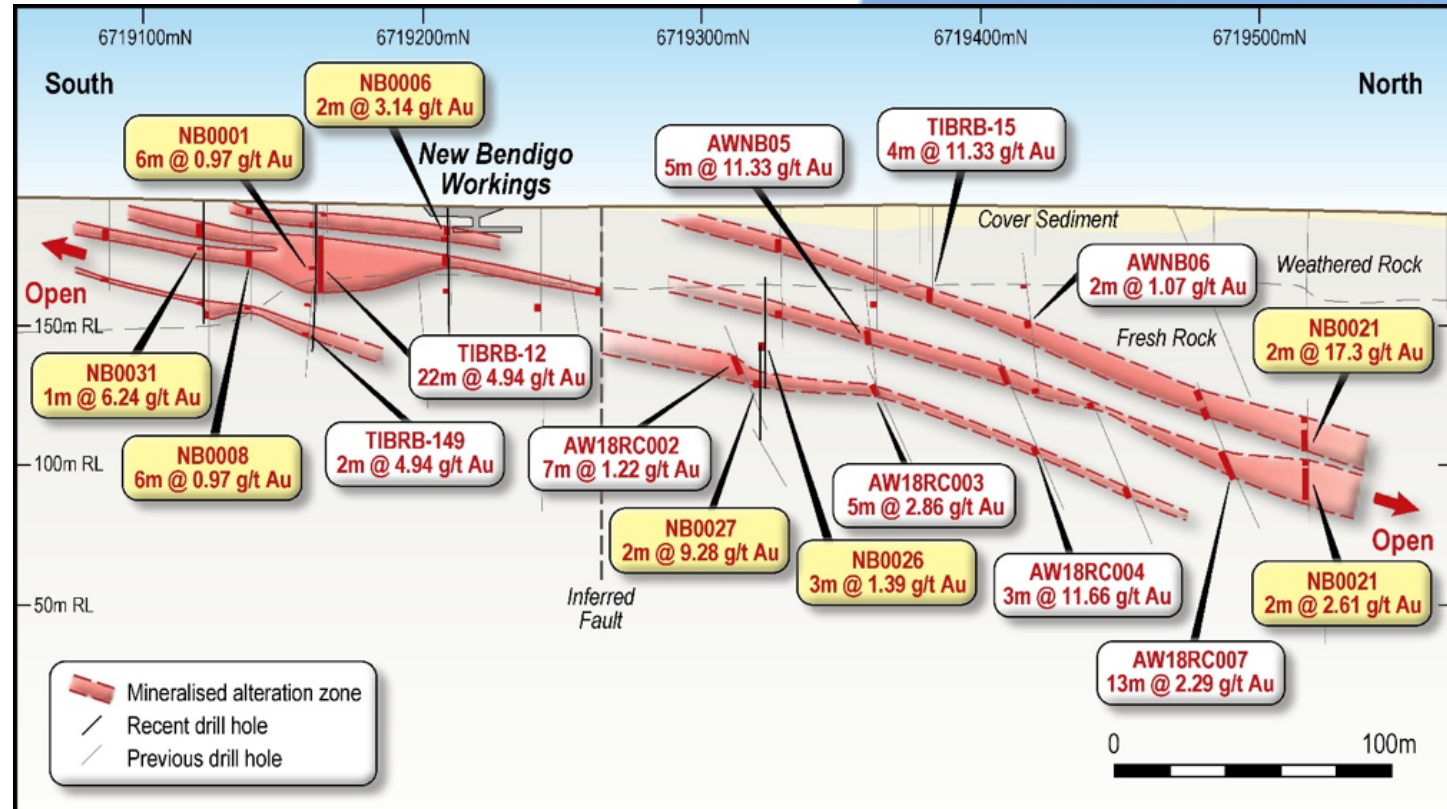 6719100mN
6719200mN
6719300mN
6719400mN
6719500mN
South
North
NB0006
2m @ 3.14 g/t Au
NB0001
6m @ 0.97 g/t Au
New Bendigo
Workings
AWNB05
5m @ 11.33 g/t Au
TIBRB-15
4m @ 11.33 g/t Au
Cover Sediment
AWNB06
2m @ 1.07 g/t Au
Weathered Rock
Open
150m RL
Fresh Rock
NB0021
2m @ 17.3 g/t Au
NB0031
1m @ 6.24 g/t Au
TIBRB-12
22m @ 4.94 g/t Au
NB0008
6m @ 0.97 g/t Au
TIBRB-149
2m @ 4.94 g/t Au
AW18RC002
7m @ 1.22 g/t Au
100m RL
AW18RC003
5m @ 2.86 g/t Au
NB0027
2m @ 9.28 g/t Au
NB0026
3m @ 1.39 g/t Au
AW18RC004
3m @ 11.66 g/t Au
Open
NB0021
2m @ 2.61 g/t Au
50m RL
Inferred
Fault
AW18RC007
13m @ 2.29 g/t Au
Mineralised alteration zone
Recent drill hole
Previous drill hole
0
100m